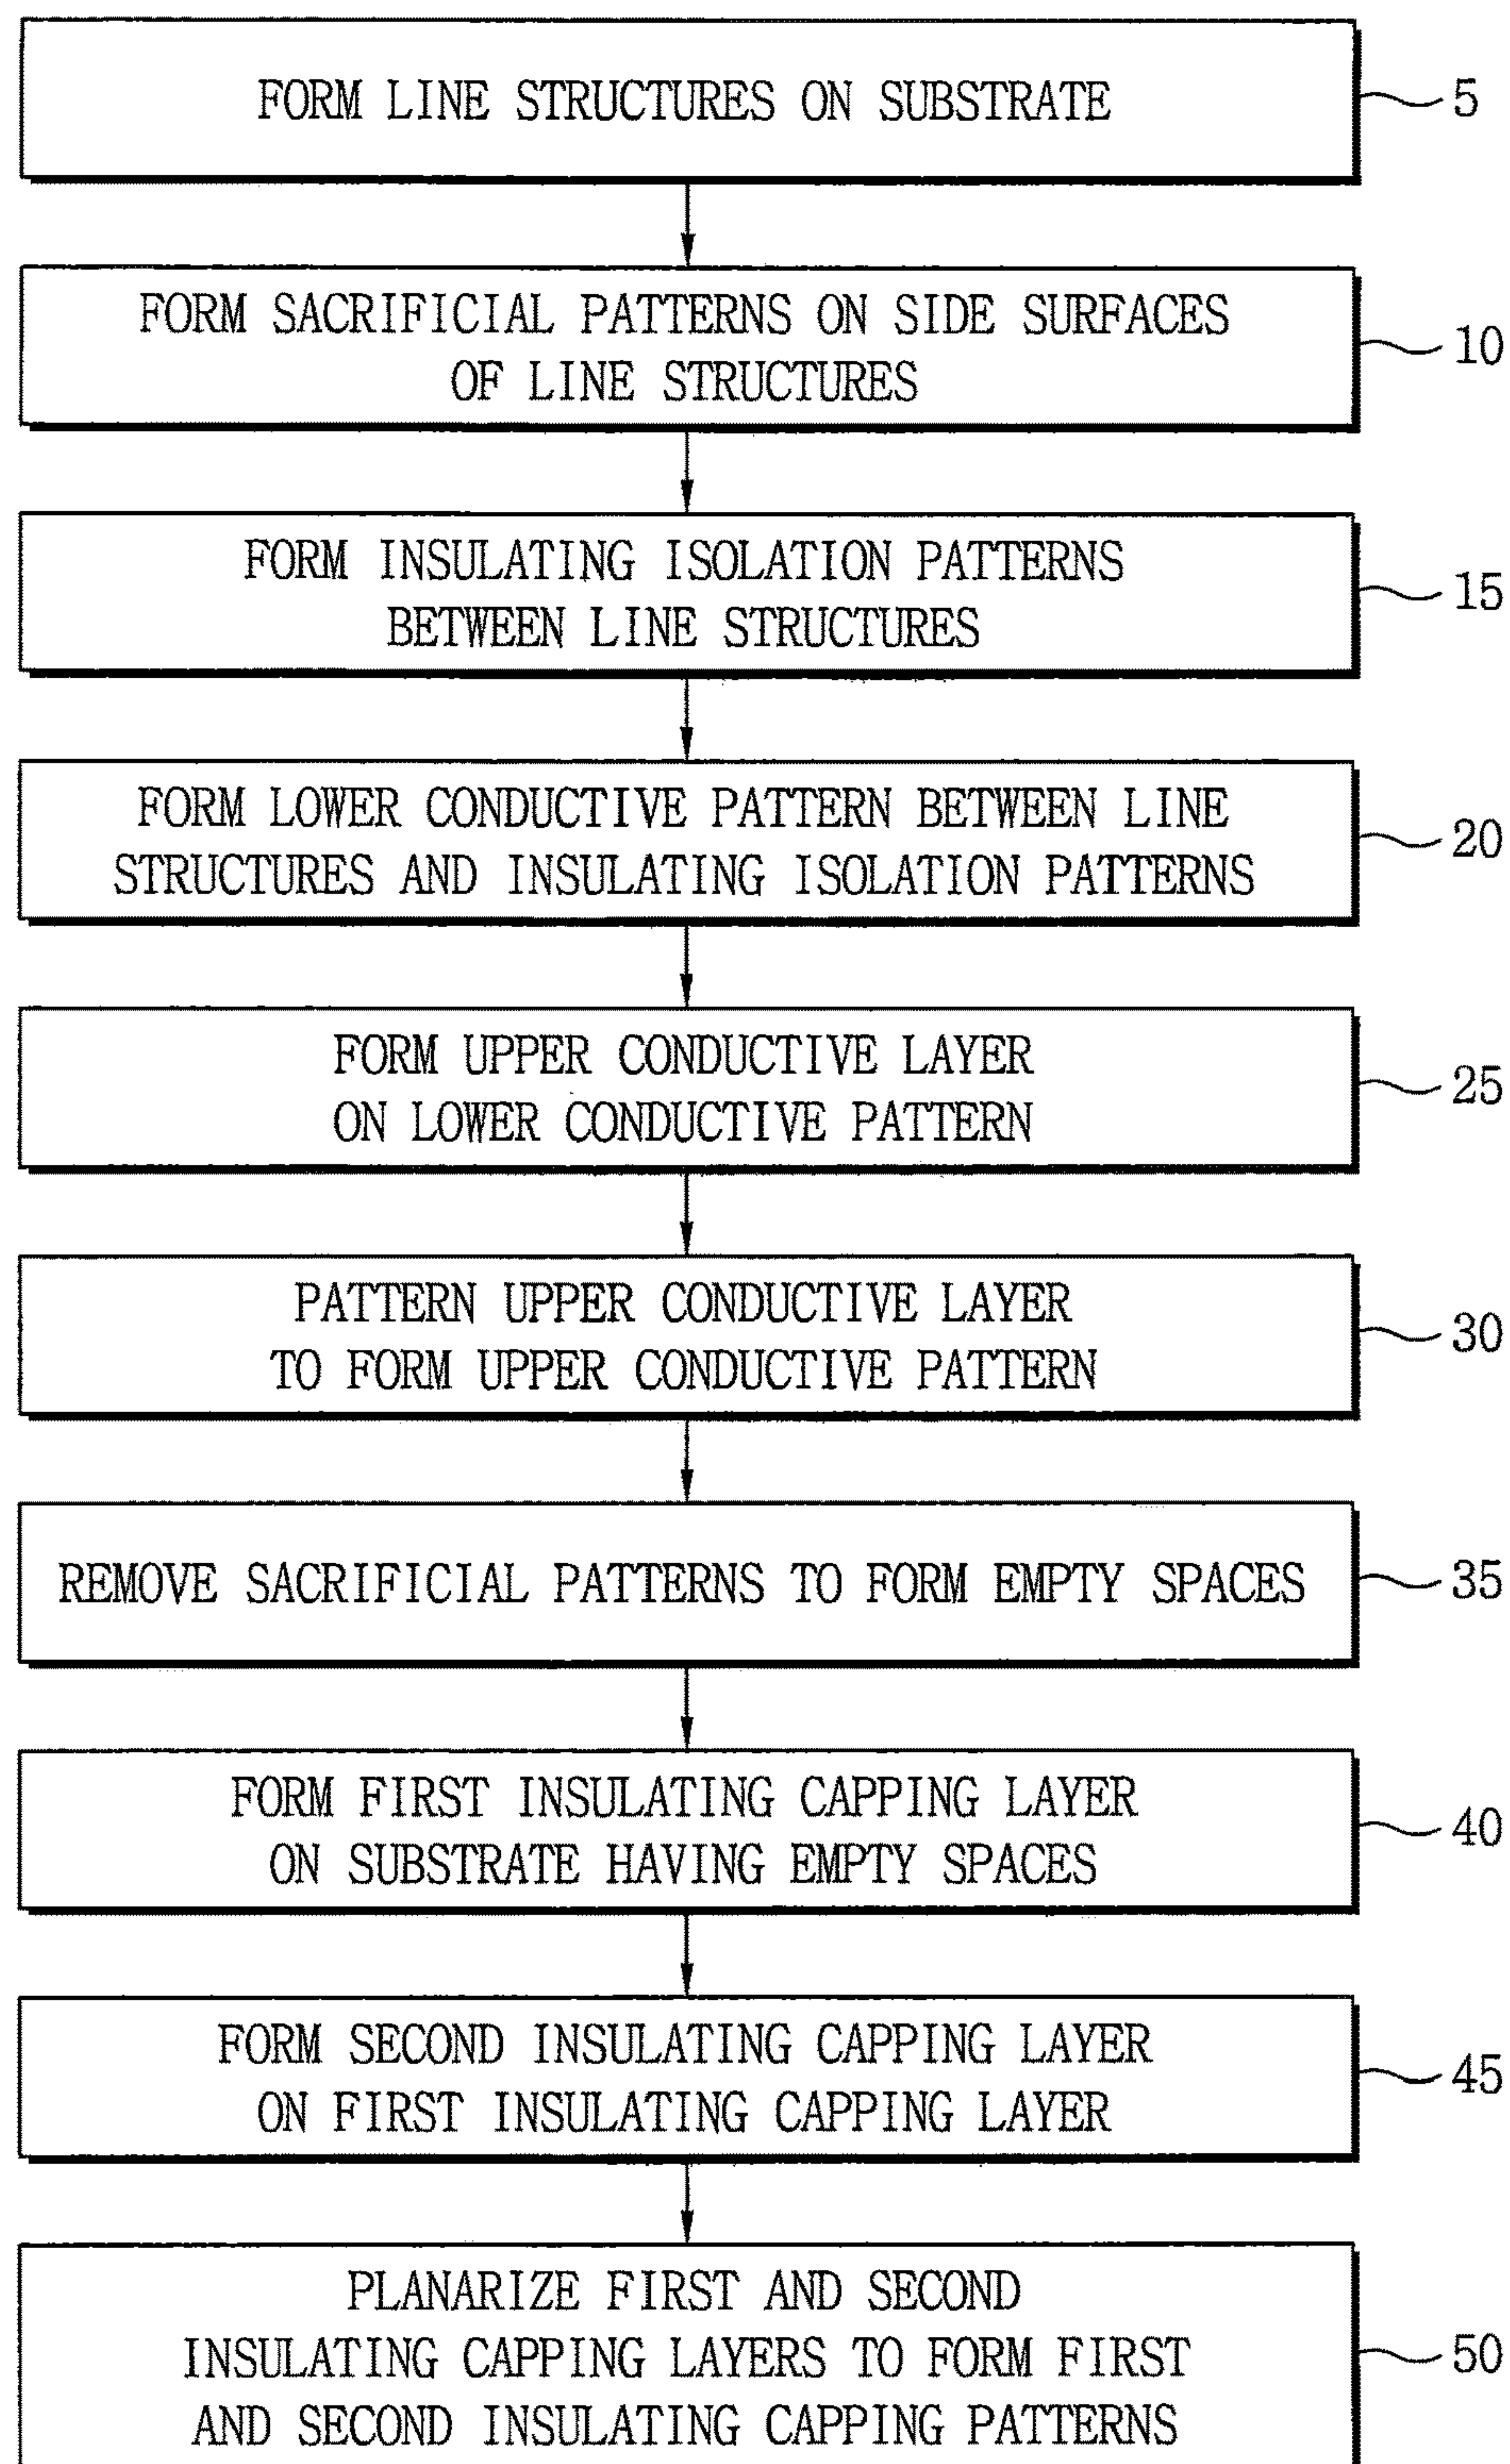 FORM LINE STRUCTURES ON SUBSTRATE
5
FORM SACRIFICIAL PATTERNS ON SIDE SURFACES
OF LINE STRUCTURES
10
FORM INSULATING ISOLATION PATTERNS
BETWEEN LINE STRUCTURES
15
FORM LOWER CONDUCTIVE PATTERN BETWEEN LINE
STRUCTURES AND INSULATING ISOLATION PATTERNS
20
FORM UPPER CONDUCTIVE LAYER
ON LOWER CONDUCTIVE PATTERN
25
PATTERN UPPER CONDUCTIVE LAYER
TO FORM UPPER CONDUCTIVE PATTERN
30
REMOVE SACRIFICIAL PATTERNS TO FORM EMPTY SPACES
35
FORM FIRST INSULATING CAPPING LAYER
ON SUBSTRATE HAVING EMPTY SPACES
40
FORM SECOND INSULATING CAPPING LAYER
ON FIRST INSULATING CAPPING LAYER
45
PLANARIZE FIRST AND SECOND
INSULATING CAPPING LAYERS TO FORM FIRST
AND SECOND INSULATING CAPPING PATTERNS
50